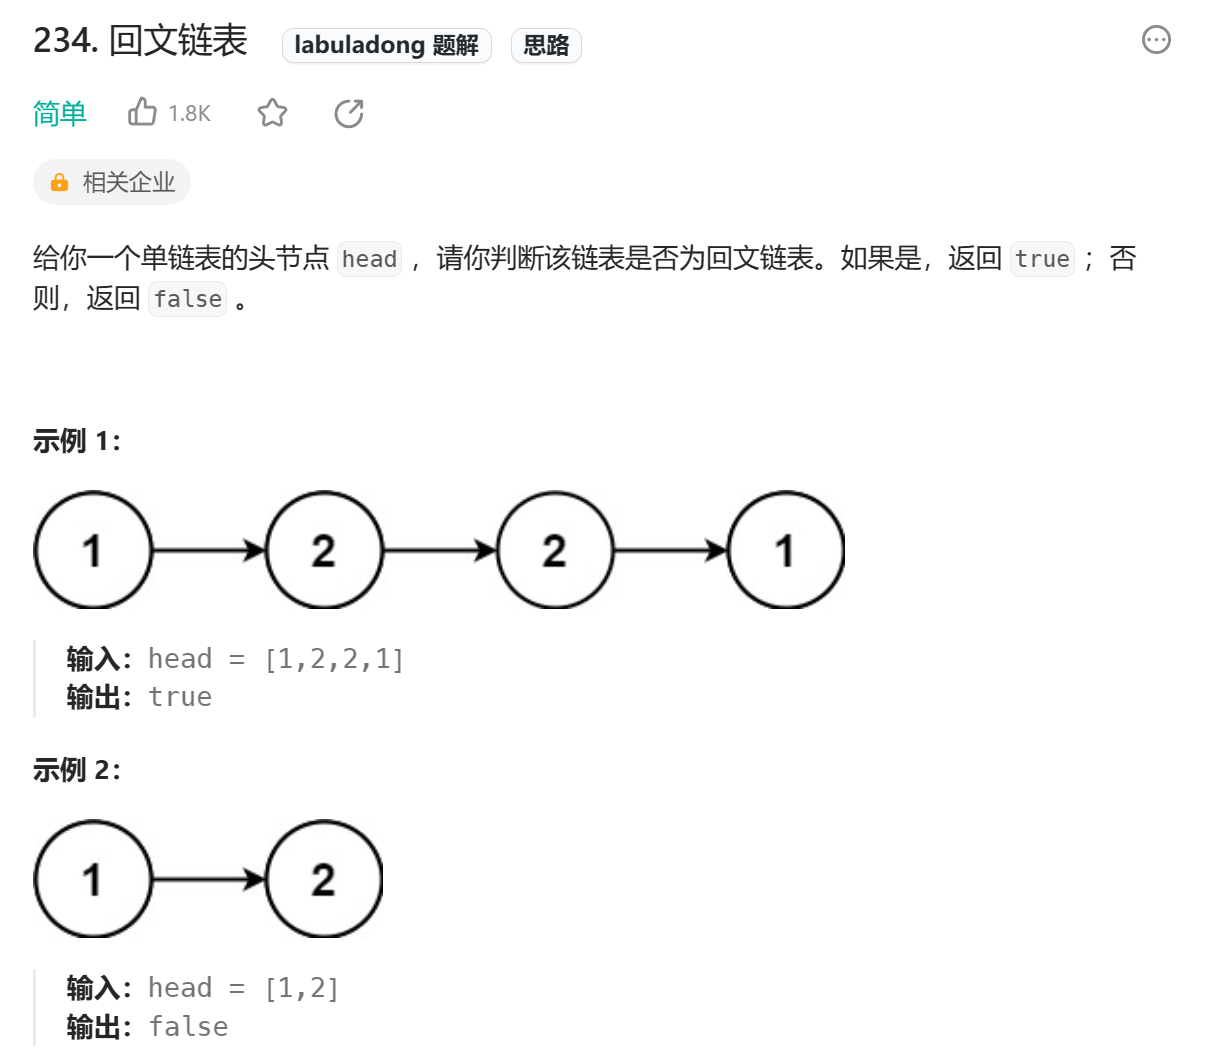 234. 回文链表 labuladong 题解 思路
简单 1.8K
相关企业
给你一个单链表的头节点 head ，请你判断该链表是否为回文链表。如果是，返回 true ；否
则，返回 false 。
示例 1：
1 2 2 1
输入：head = [1,2,2,1]
输出：true
示例 2：
1 2
输入：head = [1,2]
输出：false